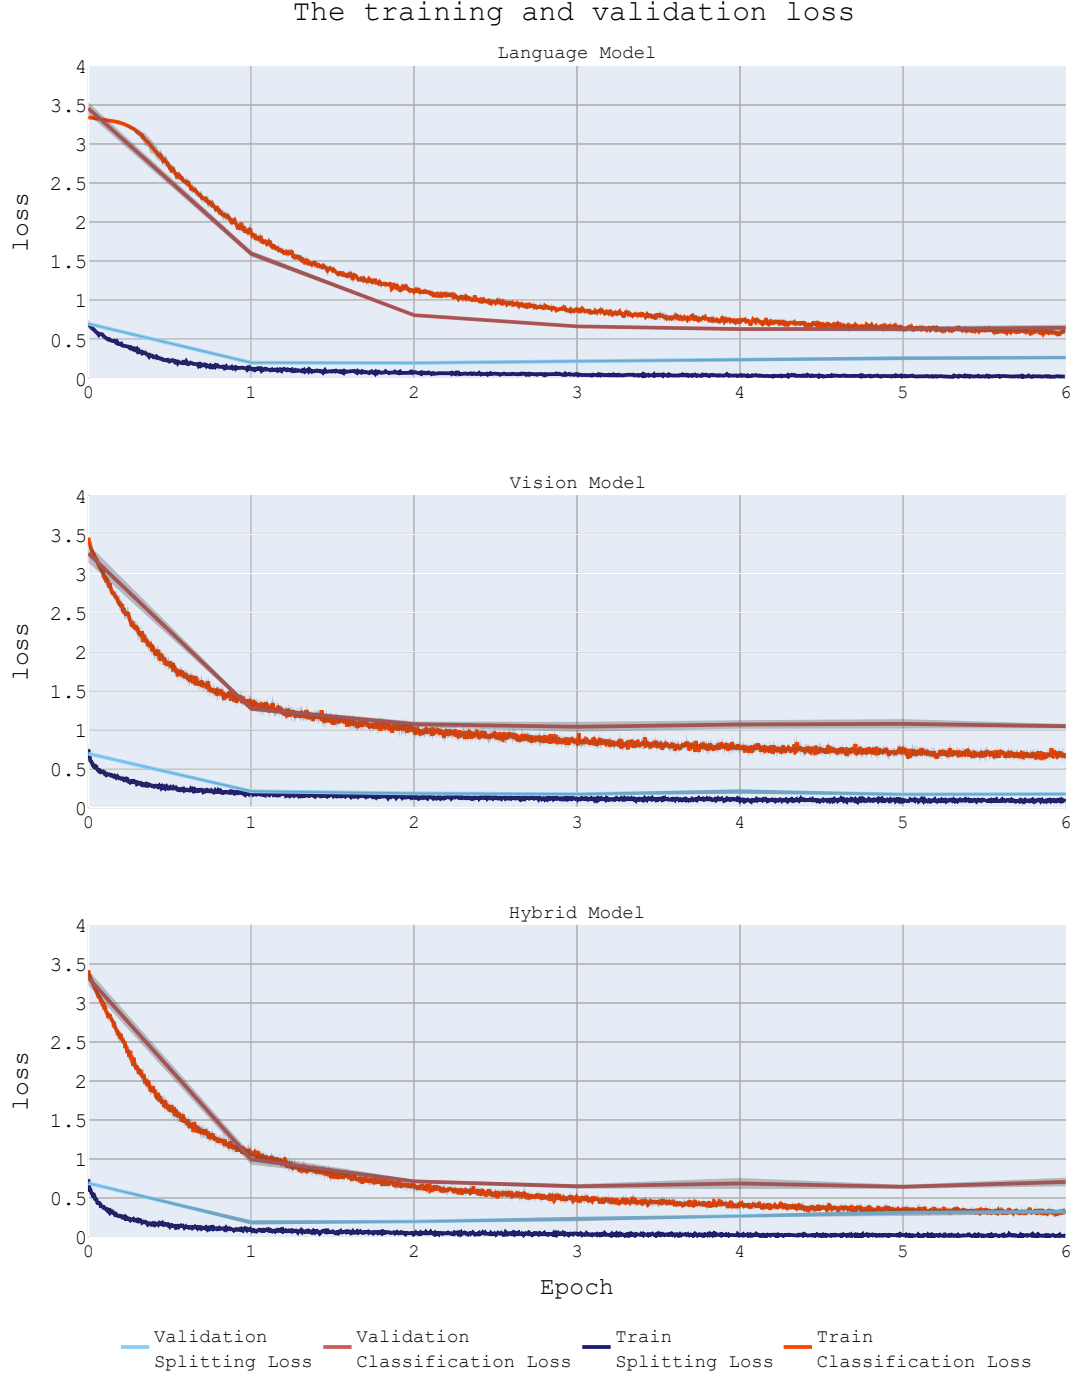 The training and validation loss
Language Model
4
3.5
3
2.5
2
1.5
1
0.5
0
loss
0 1 2 3 4 5 6
Vision Model
4
3.5
3
2.5
2
1.5
1
0.5
0
loss
0 1 2 3 4 5 6
Hybrid Model
4
3.5
3
2.5
2
1.5
1
0.5
0
loss
0 1 2 3 4 5 6
Epoch
Validation
Splitting Loss
Validation
Classification Loss
Train
Splitting Loss
Train
Classification Loss